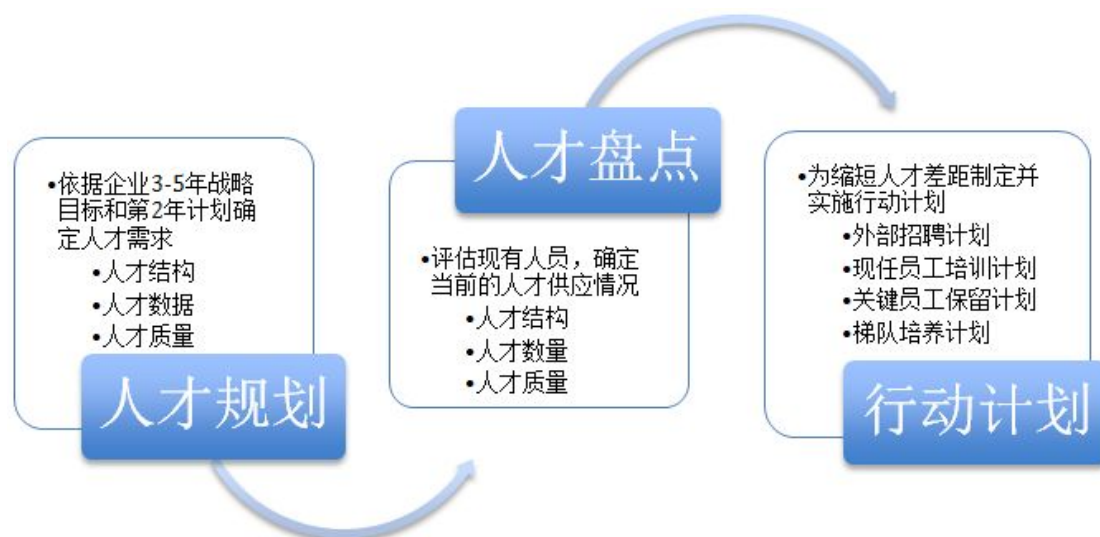 •依据企业3-5年战略
目标和第2年计划确
定人才需求
•人才结构
•人才数据
•人才质量
人才规划
人才盘点
•评估现有人员，确定
当前的人才供应情况
•人才结构
•人才数量
•人才质量
•为缩短人才差距制定并
实施行动计划
•外部招聘计划
•现任员工培训计划
•关键员工保留计划
•梯队培养计划
行动计划